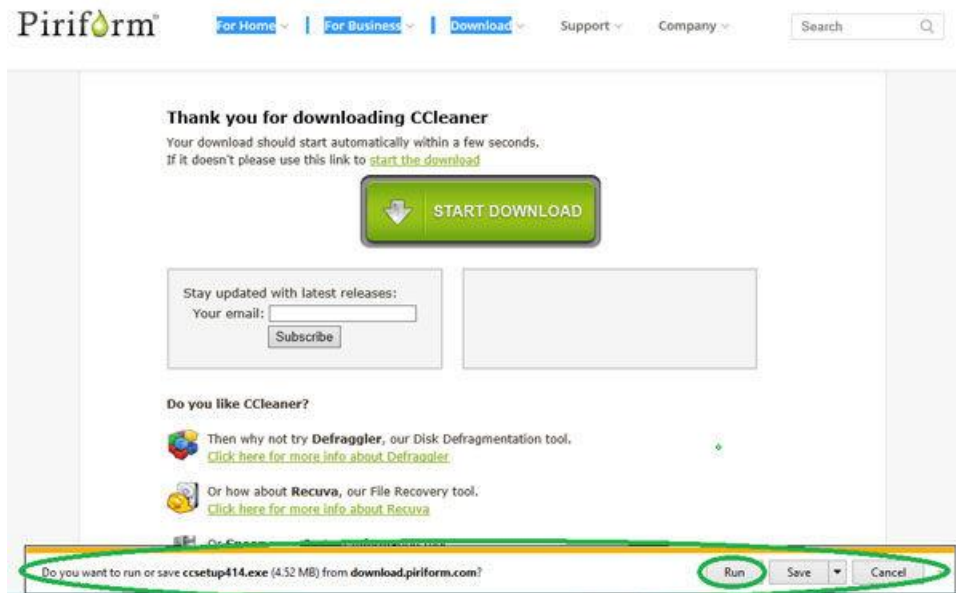 Piriform
For Home
For Business
Download
Support
Company
Search
Thank you for downloading CCleaner
Your download should start automatically within a few seconds.
If it doesn't please use this link to start the download
START DOWNLOAD
Stay updated with latest releases:
Your email:
Subscribe
Do you like CCleaner?
Then why not try Defraggler, our Disk Defragmentation tool.
Click here for more info about Defraggler
Or how about Recuva, our File Recovery tool.
Click here for more info about Recuva
Do you want to run or save ccsetup414.exe (4.52 MB) from download.piriform.com?
Run
Save
Cancel